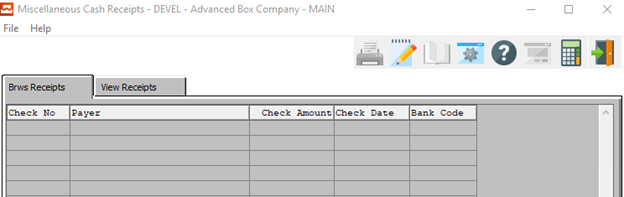 Miscellaneous Cash Receipts - DEVEL - Advanced Box Company - MAIN
File Help
Brws Receipts View Receipts
Check No Payer Check Amount Check Date Bank Code